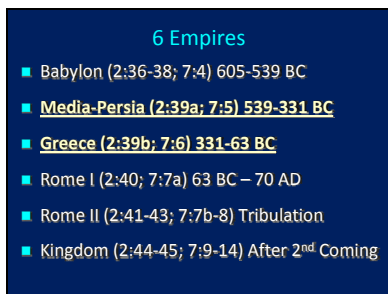 6 Empires
Babylon (2:36-38; 7:4) 605-539 BC
Media-Persia (2:39a; 7:5) 539-331 BC
Greece (2:39b; 7:6) 331-63 BC
Rome I (2:40; 7:7a) 63 BC – 70 AD
Rome II (2:41-43; 7:7b-8) Tribulation
Kingdom (2:44-45; 7:9-14) After 2nd Coming